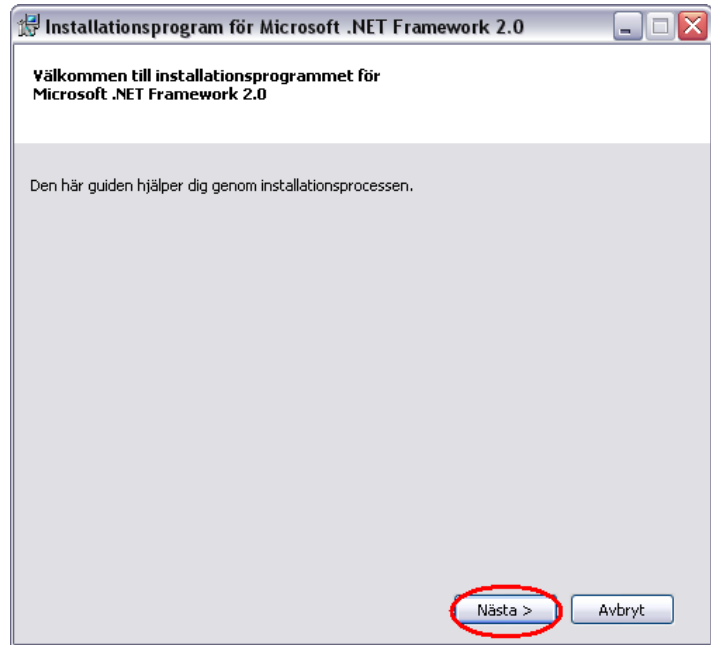 Installationsprogram för Microsoft .NET Framework 2.0
Välkommen till installationsprogrammet för
Microsoft .NET Framework 2.0
Den här guiden hjälper dig genom installationsprocessen.
Nästa >
Avbryt